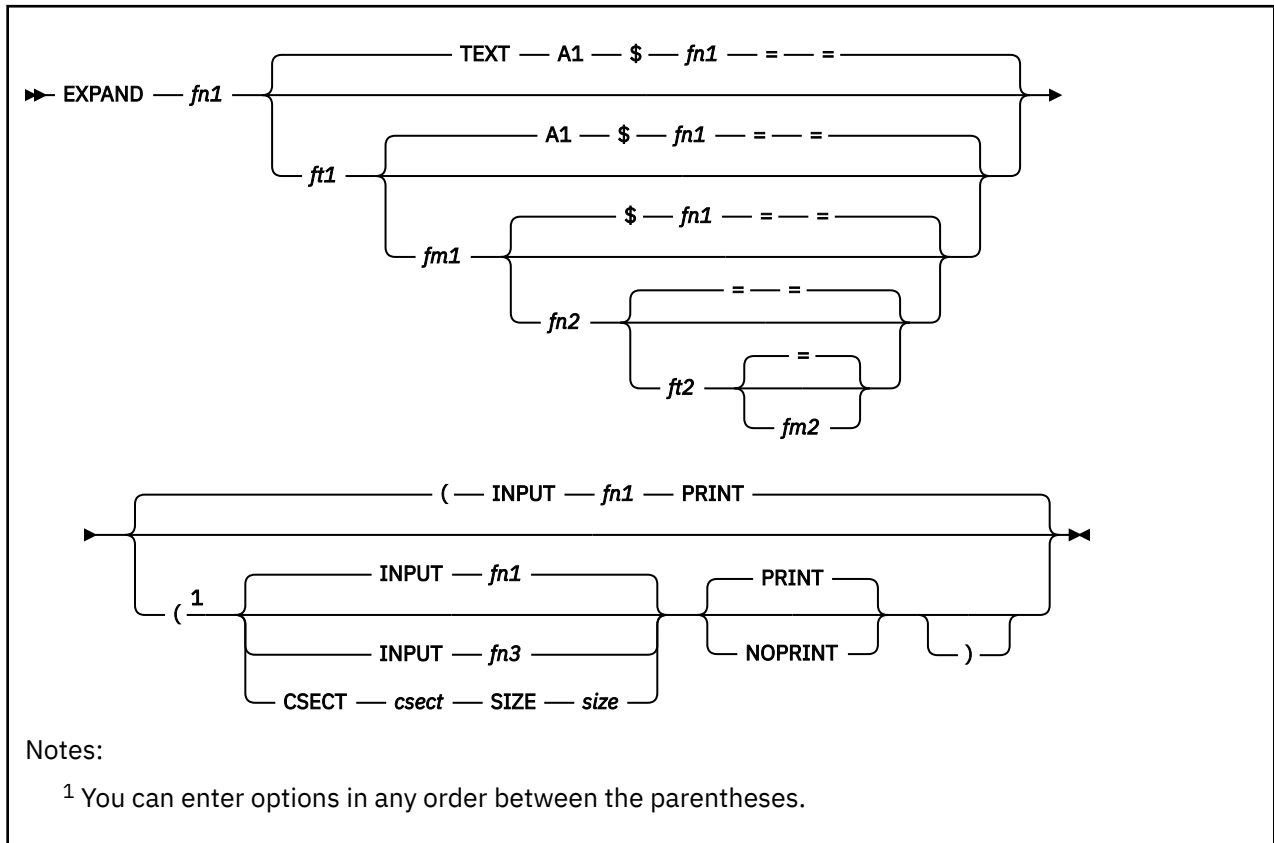 TEXT A1 $ fn1 = =
EXPAND fn1
A1 $ fn1 = =
ft1
$ fn1 = =
fm1
= =
fn2
=
ft2
fm2
( INPUT fn1 PRINT
INPUT fn1 PRINT
( 1
INPUT fn3 NOPRINT )
CSECT csect SIZE size
Notes:
1 You can enter options in any order between the parentheses.